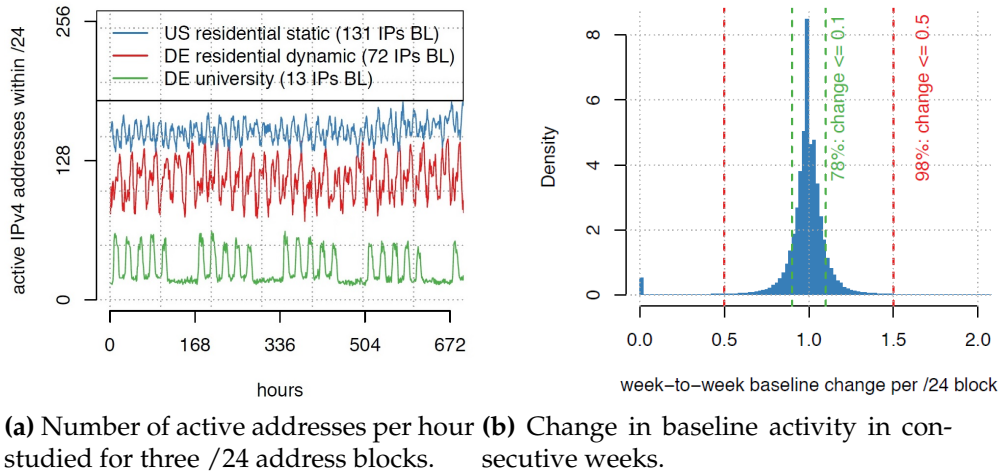 256
128
0
active IPv4 addresses within /24
US residential static (131 IPs BL)
DE residential dynamic (72 IPs BL)
DE university (13 IPs BL)
0 168 336 504 672
hours
8
6
4
2
0
Density
78%: change <= 0.1
98%: change <= 0.5
0.0 0.5 1.0 1.5 2.0
week−to−week baseline change per /24 block
(a) Number of active addresses per hour
studied for three /24 address blocks.
(b) Change in baseline activity in con-
secutive weeks.